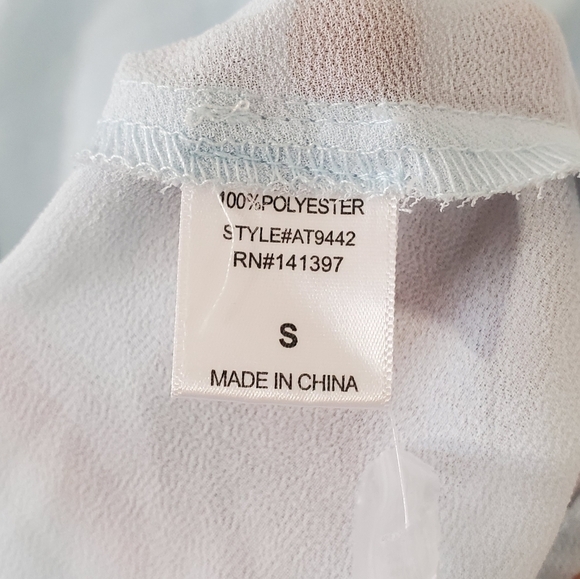 100%POLYESTER
STYLE#AT9442
RN#141397
S
MADE IN CHINA